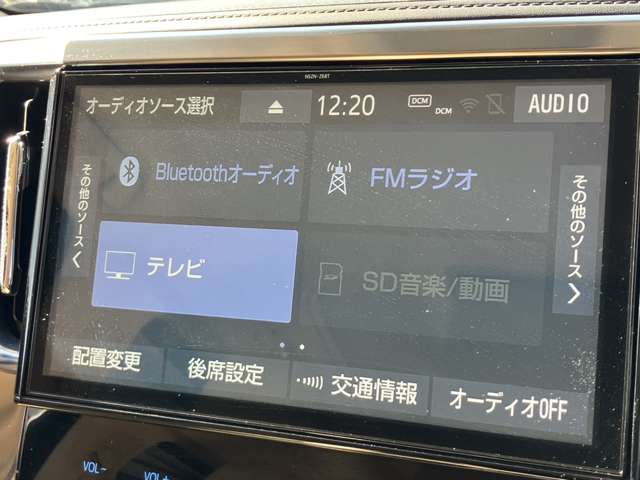 NSZN-Z68T
オーディオソース選択
12:20
DCM
DCM
AUDIO
その他のソース
Bluetoothオーディオ
FMラジオ
その他のソース
テレビ
SD音楽/動画
配置変更
後席設定
交通情報
オーディオOFF
VOL−
VOL+